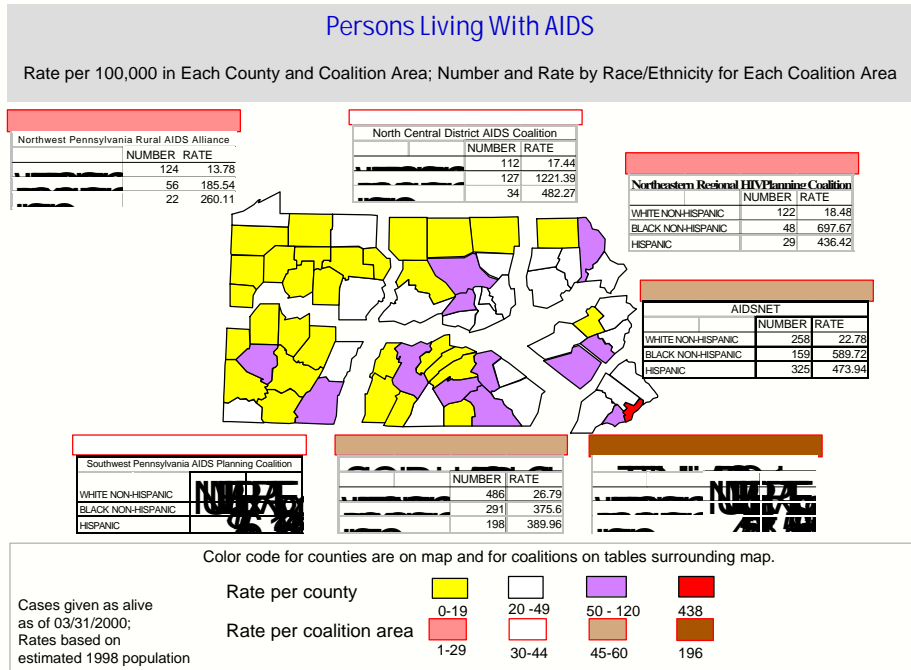 Persons Living With AIDS
Rate per 100,000 in Each County and Coalition Area; Number and Rate by Race/Ethnicity for Each Coalition Area
Northwest Pennsylvania Rural AIDS Alliance
NUMBER RATE
124 13.78
56 185.54
22 260.11
North Central District AIDS Coalition
NUMBER RATE
112 17.44
127 1221.39
34 482.27
Northeastern Regional HIVPlanning Coalition
NUMBER RATE
WHITE NON-HISPANIC 122 18.48
BLACK NON-HISPANIC 48 697.67
HISPANIC 29 436.42
AIDSNET
NUMBER RATE
WHITE NON-HISPANIC 258 22.78
BLACK NON-HISPANIC 159 589.72
HISPANIC 325 473.94
Southwest Pennsylvania AIDS Planning Coalition
WHITE NON-HISPANIC
BLACK NON-HISPANIC
HISPANIC
NUMBER RATE
486 26.79
291 375.6
198 389.96
Color code for counties are on map and for coalitions on tables surrounding map.
Rate per county
0-19 20 -49 50 - 120 438
Rate per coalition area
1-29 30-44 45-60 196
Cases given as alive
as of 03/31/2000;
Rates based on
estimated 1998 population